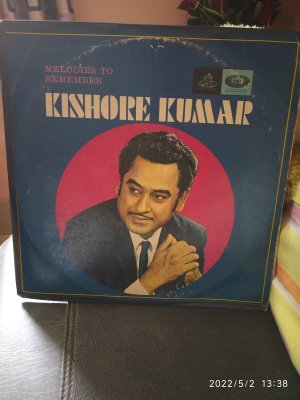 MELODIES TO
REMEMBER
KISHORE KUMAR
2022/5/2 13:38